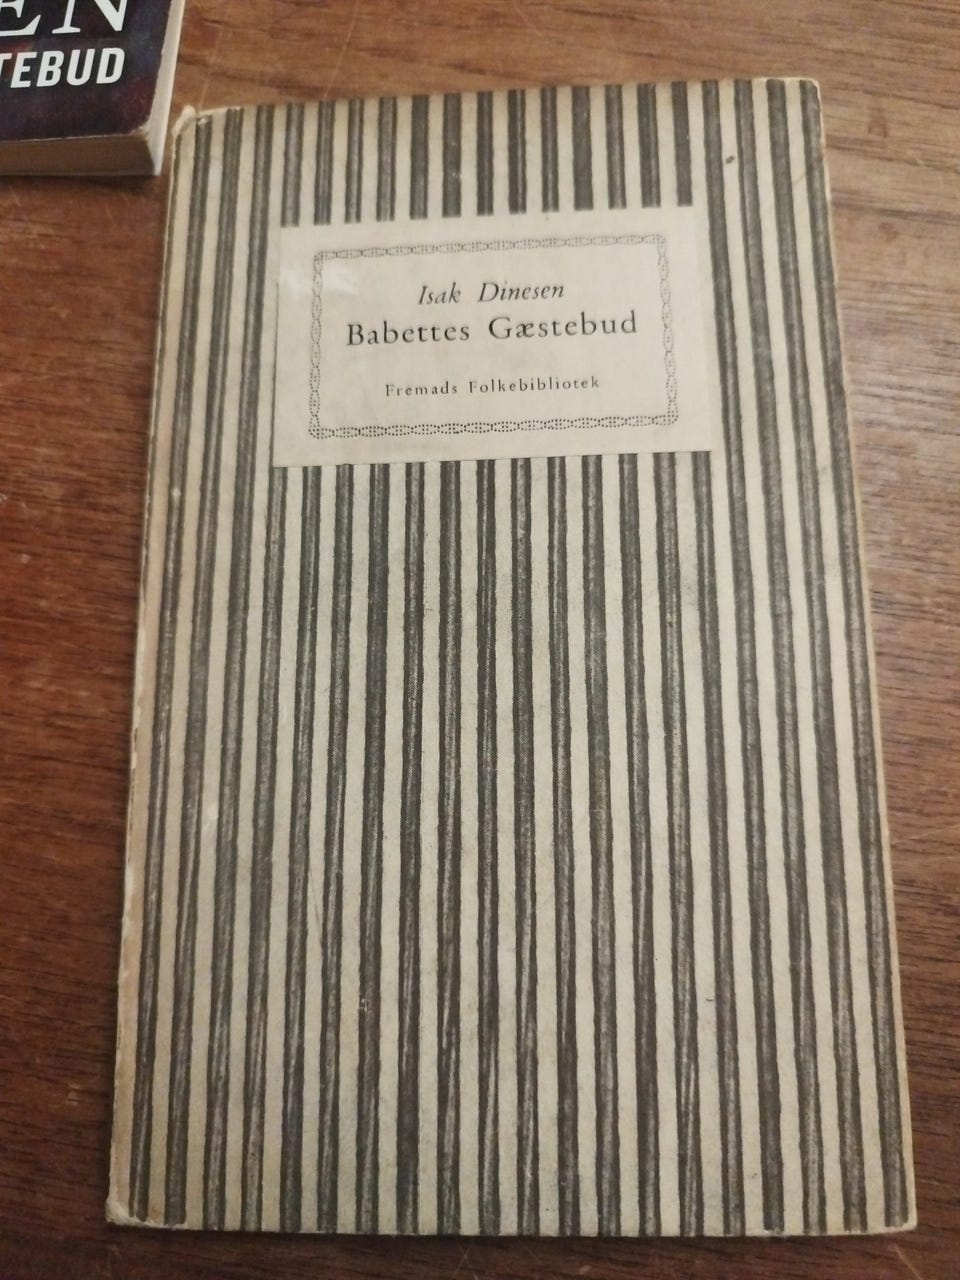 EN
TEBUD
Isak Dinesen
Babettes Gæstebud
Fremads Folkebibliotek